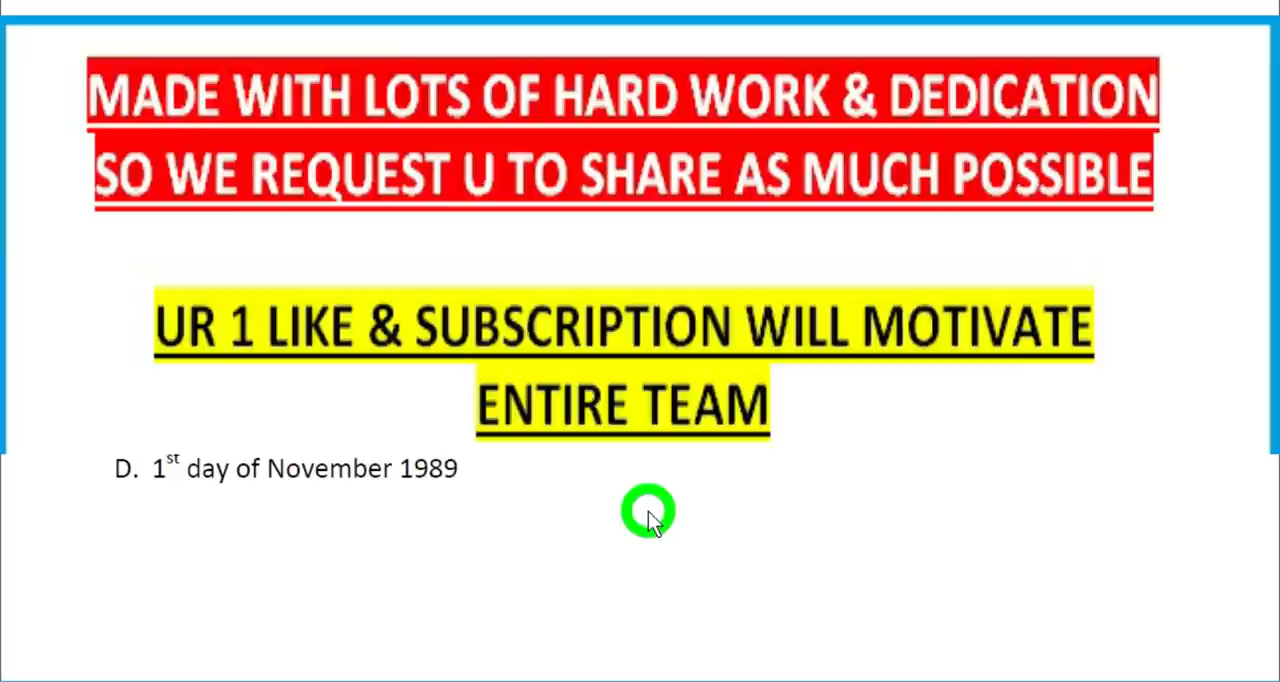 MADE WITH LOTS OF HARD WORK & DEDICATION
SO WE REQUEST U TO SHARE AS MUCH POSSIBLE
UR 1 LIKE & SUBSCRIPTION WILL MOTIVATE
ENTIRE TEAM
D. 1st day of November 1989